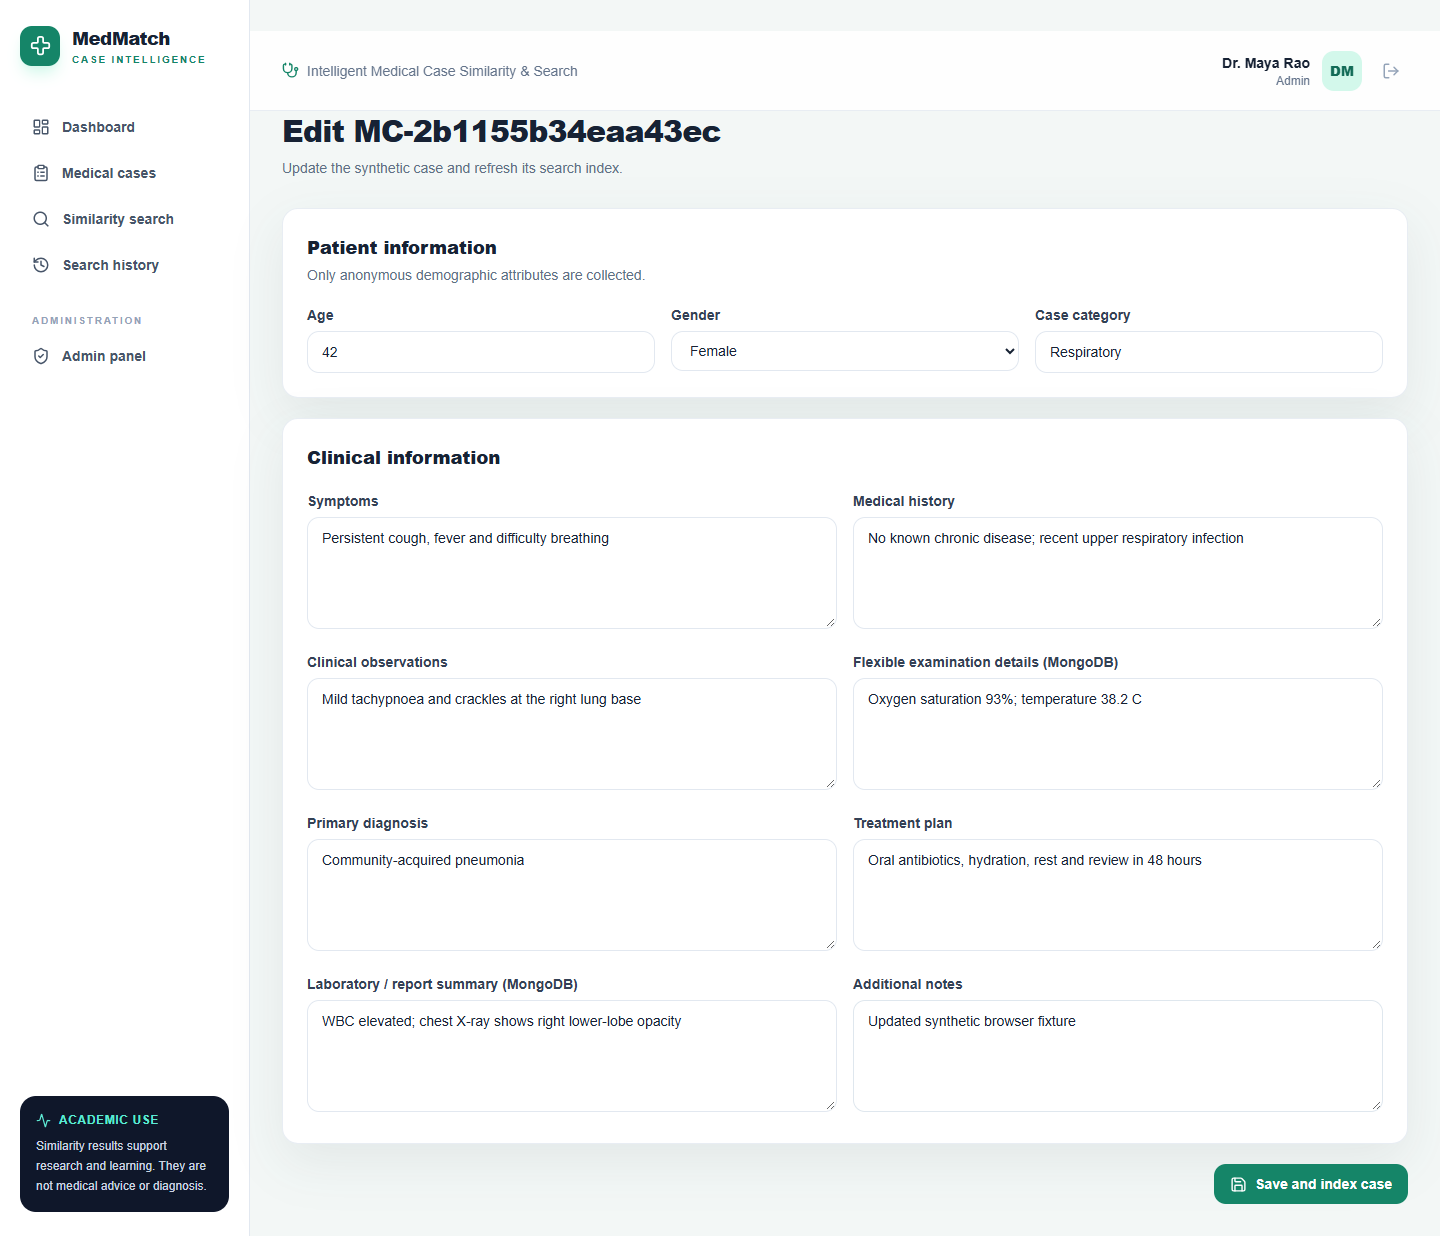 MedMatch
CASE INTELLIGENCE
Dashboard
Medical cases
Similarity search
Search history
ADMINISTRATION
Admin panel
ACADEMIC USE
Similarity results support
research and learning. They are
not medical advice or diagnosis.
Intelligent Medical Case Similarity & Search
Dr. Maya Rao
Admin
DM
Edit MC-2b1155b34eaa43ec
Update the synthetic case and refresh its search index.
Patient information
Only anonymous demographic attributes are collected.
Age
42
Gender
Female
Case category
Respiratory
Clinical information
Symptoms
Persistent cough, fever and difficulty breathing
Medical history
No known chronic disease; recent upper respiratory infection
Clinical observations
Mild tachypnoea and crackles at the right lung base
Flexible examination details (MongoDB)
Oxygen saturation 93%; temperature 38.2 C
Primary diagnosis
Community-acquired pneumonia
Treatment plan
Oral antibiotics, hydration, rest and review in 48 hours
Laboratory / report summary (MongoDB)
WBC elevated; chest X-ray shows right lower-lobe opacity
Additional notes
Updated synthetic browser fixture
Save and index case